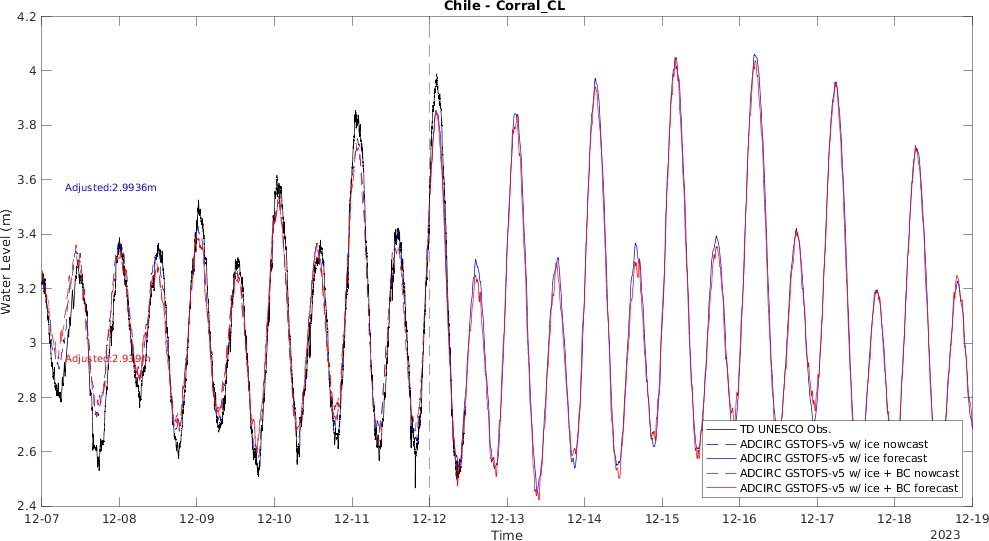 Chile - Corral_CL
4.2
4
3.8
3.6
3.4
3.2
3
2.8
2.6
2.4
Water Level (m)
Adjusted:2.9936m
Adjusted:2.939m
TD UNESCO Obs.
ADCIRC GSTOFS-v5 w/ ice nowcast
ADCIRC GSTOFS-v5 w/ ice forecast
ADCIRC GSTOFS-v5 w/ ice + BC nowcast
ADCIRC GSTOFS-v5 w/ ice + BC forecast
12-07 12-08 12-09 12-10 12-11 12-12 12-13 12-14 12-15 12-16 12-17 12-18 12-19
Time
2023